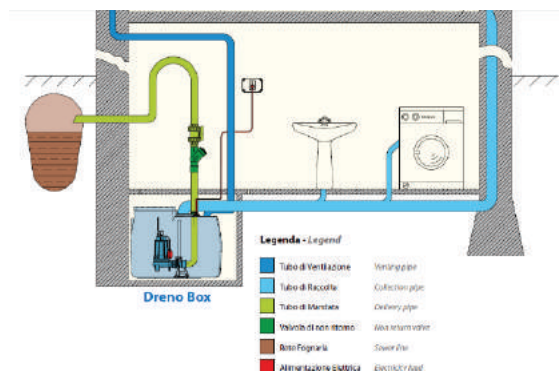 Dreno Box
Legenda - Legend
Tubo di Ventilazione Venting pipe
Tubo di Raccolta Collection pipe
Tubo di Mandata Delivery pipe
Valvola di non ritorno Non return valve
Rete Fognaria Sewer line
Alimentazione Elettrica Electricity feed